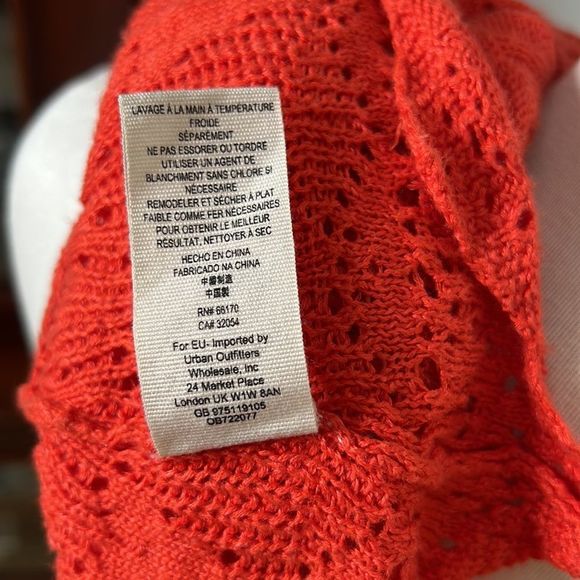 LAVAGE À LA MAIN À TEMPÉRATURE
FROIDE
SÉPARÉMENT
NE PAS ESSORER OU TORDRE
UTILISER UN AGENT DE
BLANCHIMENT SANS CHLORE SI
NÉCESSAIRE
REMODELER ET SÉCHER À PLAT
FAIBLE COMME FER NÉCESSAIRES
POUR OBTENIR LE MEILLEUR
RÉSULTAT, NETTOYER À SEC
HECHO EN CHINA
FABRICADO NA CHINA
中國制造
中国製
RN# 66170
CA# 32054
For EU- Imported by
Urban Outfitters
Wholesale, Inc
24 Market Place
London UK W1W 8AN
GB 975119105
OB722077